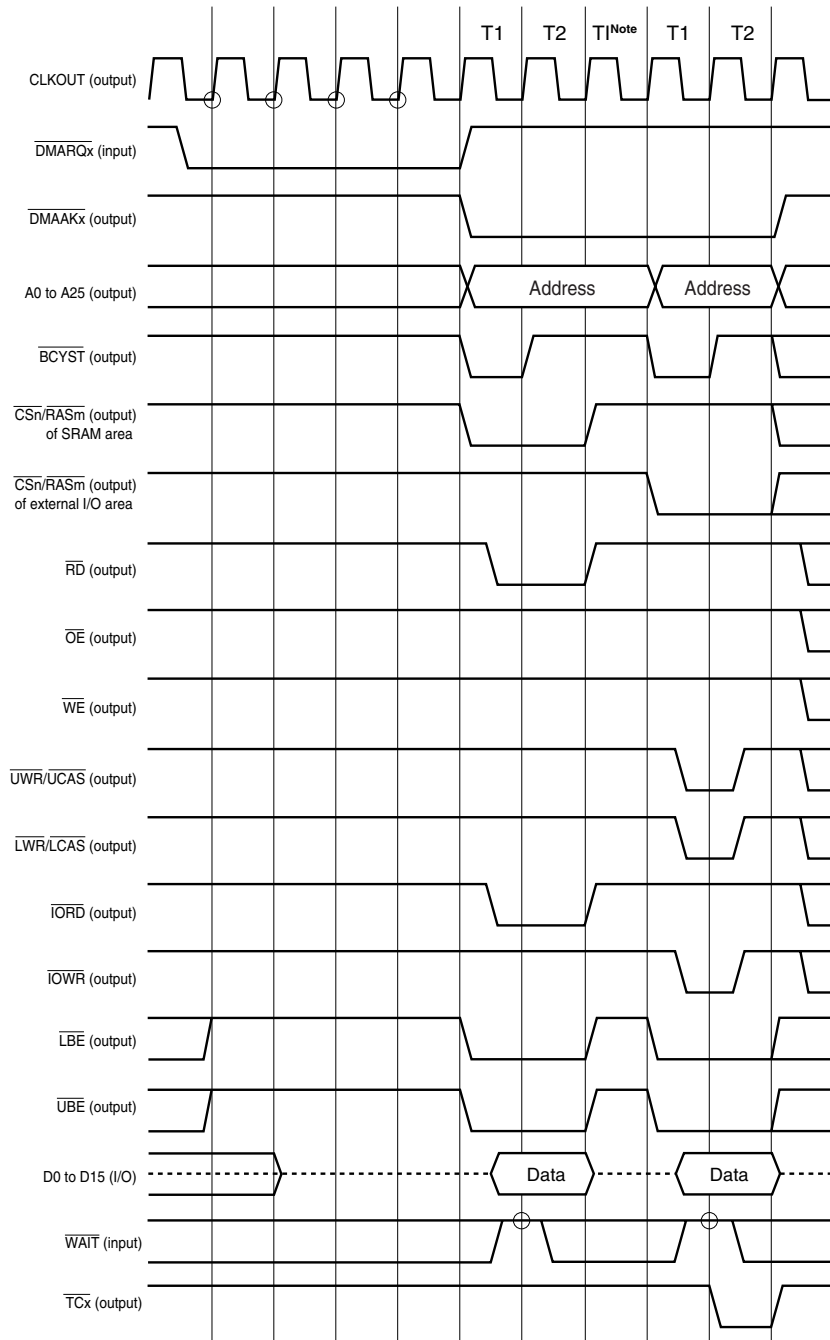 T1 T2 TI^Note T1 T2
CLKOUT (output)
DMARQx (input)
DMAAKx (output)
A0 to A25 (output) Address Address
BCYST (output)
CSn/RASm (output)
of SRAM area
CSn/RASm (output)
of external I/O area
RD (output)
OE (output)
WE (output)
UWR/UCAS (output)
LWR/LCAS (output)
IORD (output)
IOWR (output)
LBE (output)
UBE (output)
D0 to D15 (I/O) Data Data
WAIT (input)
TCx (output)